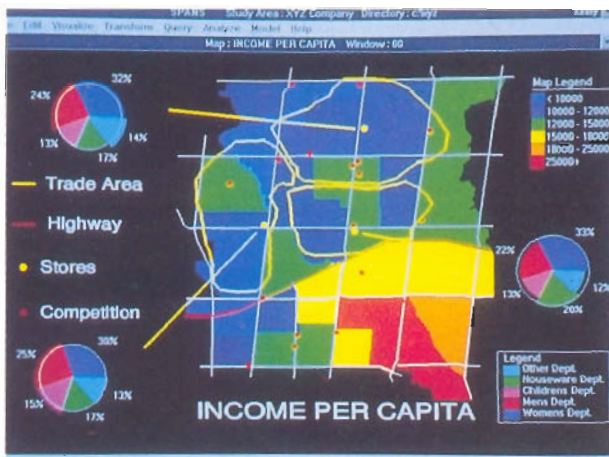 SPANS Study Area : XYZ Company Directory : c:\xyz
Edit Visualize Transform Query Analyze Model Help
Map : INCOME PER CAPITA Window : 00
32%
24%
14%
13%
17%
Trade Area
Highway
Stores
Competition
25%
30%
15%
13%
17%
Map Legend
< 10000
10000 - 12000
12000 - 15000
15000 - 18000
18000 - 25000
25000+
33%
22%
13%
12%
20%
Legend
Other Dept.
Houseware Dept.
Childrens Dept.
Mens Dept.
Womens Dept.
INCOME PER CAPITA